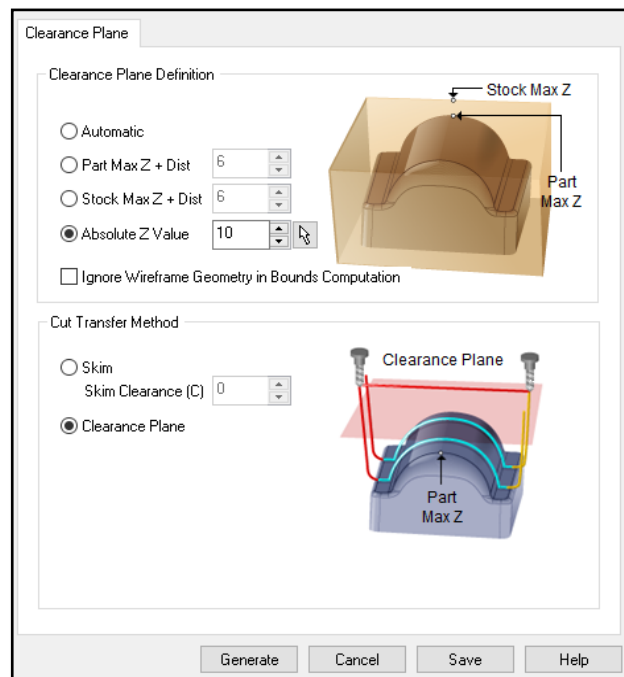 Clearance Plane
Clearance Plane Definition
Stock Max Z
Automatic
Part Max Z + Dist 6
Part
Max Z
Stock Max Z + Dist 6
Absolute Z Value 10
Ignore Wireframe Geometry in Bounds Computation
Cut Transfer Method
Clearance Plane
Skim
Skim Clearance (C) 0
Clearance Plane
Part
Max Z
Generate Cancel Save Help